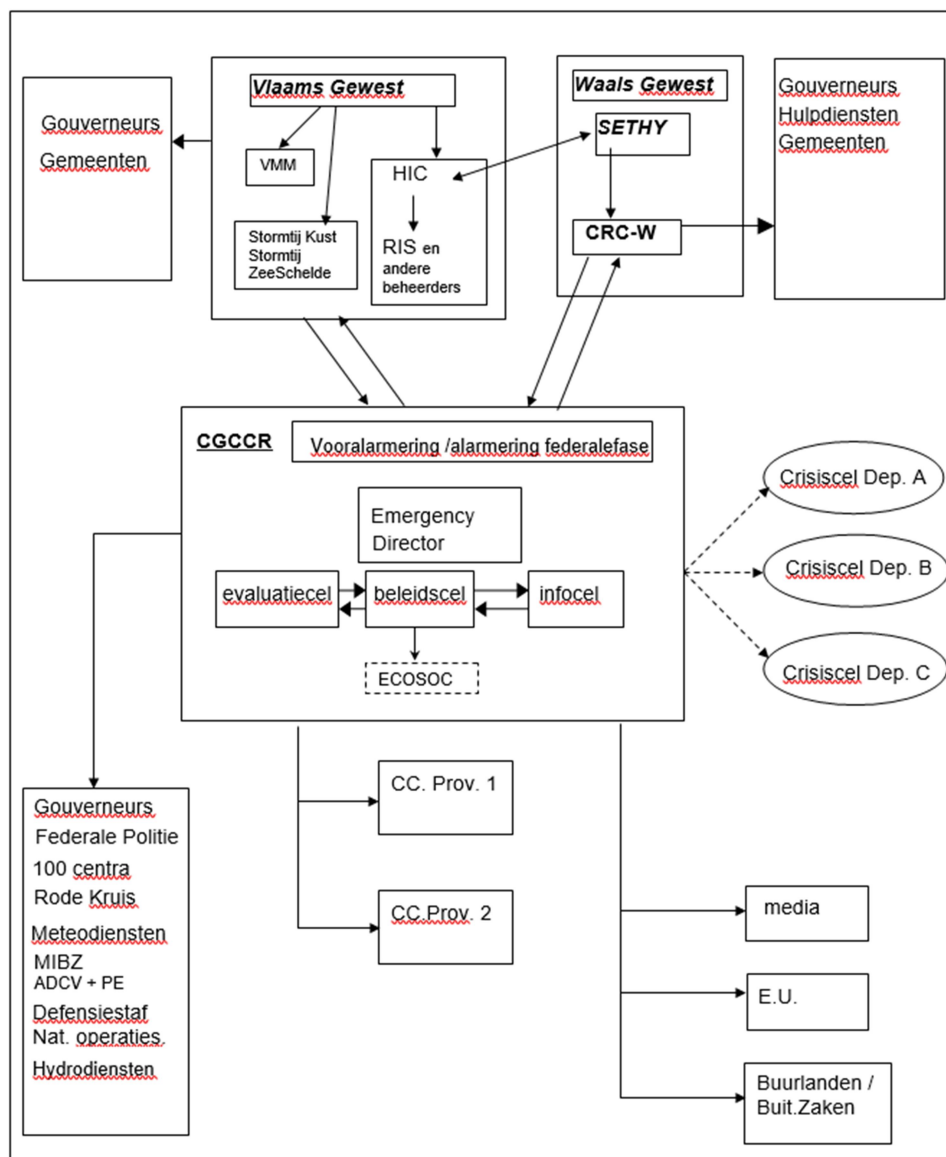 Gouverneurs
Gemeenten
Vlaams Gewest
VMM
Stormtij Kust
Stormtij
ZeeSchelde
HIC
RIS en
andere
beheerders
Waals Gewest
SETHY
CRC-W
Gouverneurs
Hulpdiensten
Gemeenten
CGCCR
Vooralarmering /alarmering federalefase
Emergency
Director
evaluatiecel
beleidscel
infocel
ECOSOC
Crisiscel Dep. A
Crisiscel Dep. B
Crisiscel Dep. C
Gouverneurs
Federale Politie
100 centra
Rode Kruis
Meteodiensten
MIBZ
ADCV + PE
Defensiestaf
Nat. operaties.
Hydrodiensten
CC. Prov. 1
CC.Prov. 2
media
E.U.
Buurlanden /
Buit.Zaken